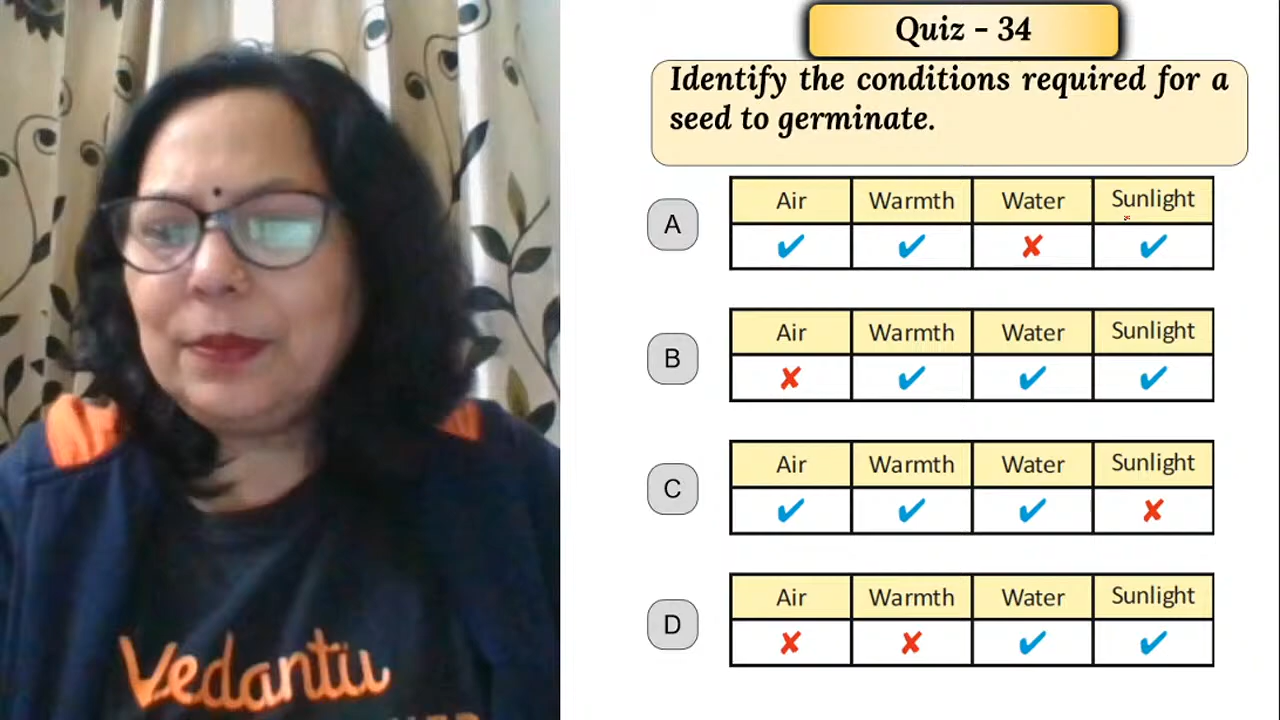 Quiz - 34
Identify the conditions required for a
seed to germinate.
A
Air Warmth Water Sunlight
✔ ✔ ✘ ✔
B
Air Warmth Water Sunlight
✘ ✔ ✔ ✔
C
Air Warmth Water Sunlight
✔ ✔ ✔ ✘
D
Air Warmth Water Sunlight
✘ ✘ ✔ ✔
Vedantu